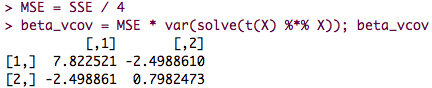 > MSE = SSE / 4
> beta_vcov = MSE * var(solve(t(X) %*% X)); beta_vcov
[,1] [,2]
[1,] 7.822521 -2.4988610
[2,] -2.498861 0.7982473